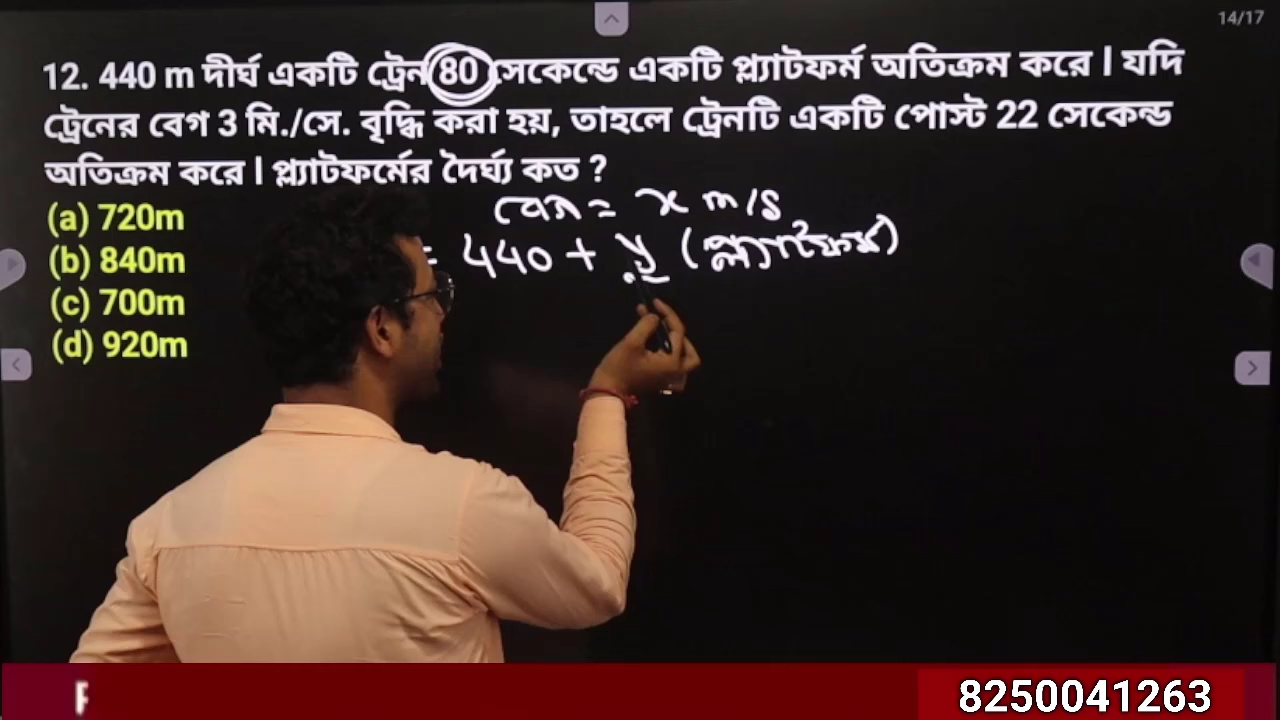 14/17
12. 440 m দীর্ঘ একটি ট্রেন 80 সেকেন্ডে একটি প্ল্যাটফর্ম অতিক্রম করে । যদি
ট্রেনের বেগ 3 মি./সে. বৃদ্ধি করা হয়, তাহলে ট্রেনটি একটি পোস্ট 22 সেকেন্ড
অতিক্রম করে । প্ল্যাটফর্মের দৈর্ঘ্য কত ?
বেগ = x m/s
= 440 + y (প্ল্যাটফর্ম)
(a) 720m
(b) 840m
(c) 700m
(d) 920m
8250041263